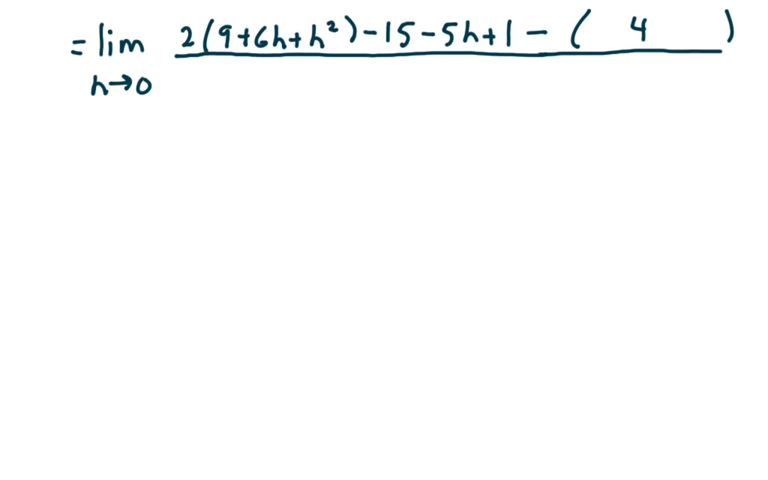 = lim 2(9+6h+h²)-15-5h+1 - ( 4 )
h→0